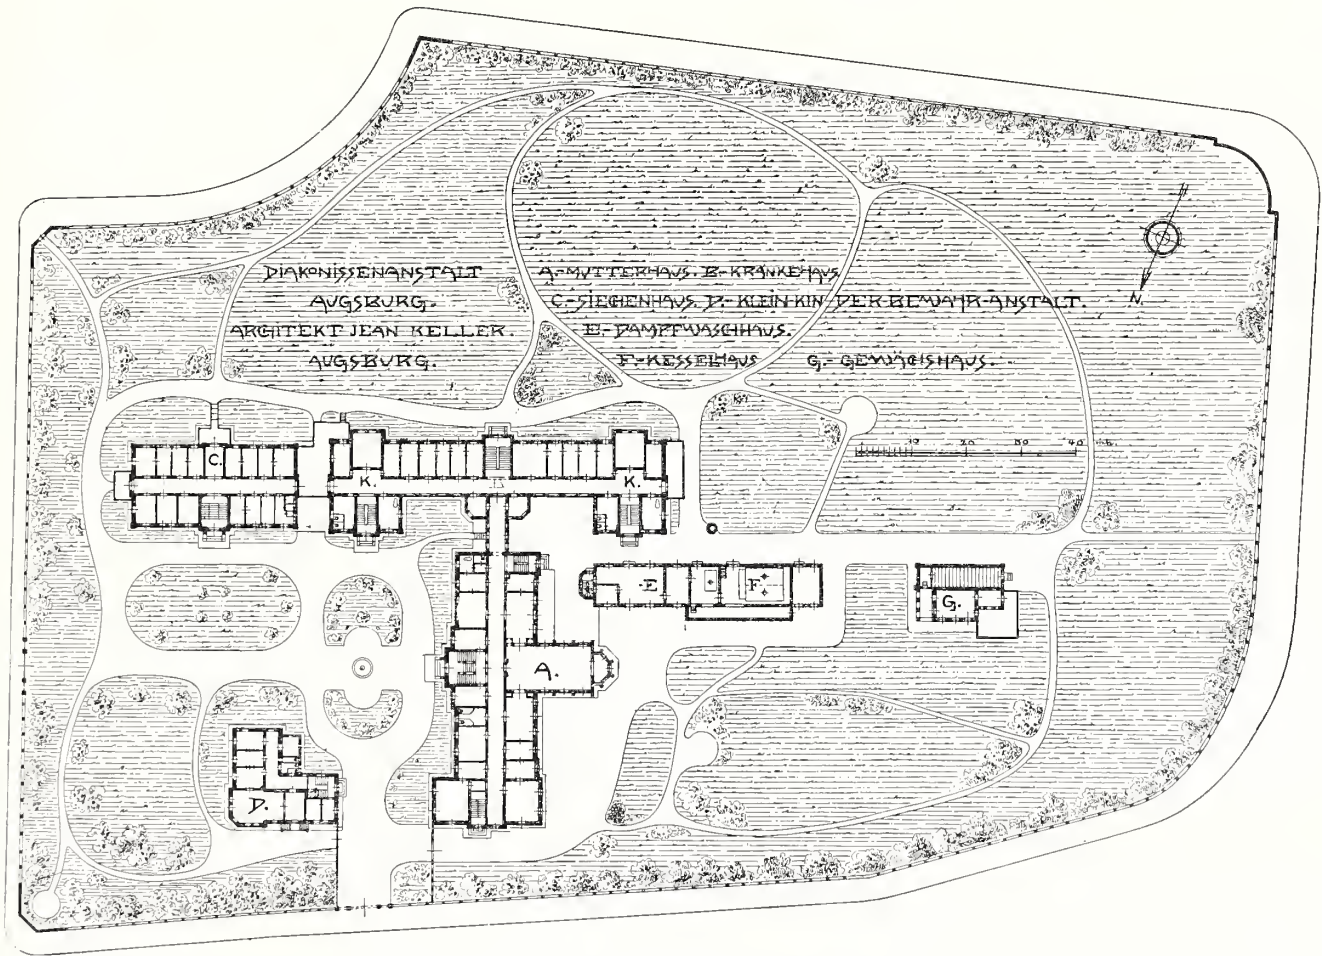 DIAKONISSENANSTALT
AUGSBURG.
ARCHITEKT JEAN KELLER.
AUGSBURG.
A.-MUTTERHAUS. B-KRANKEHAUS
C.-SIECHENHAUS. D.-KLEIN-KINDER-BEWAHR-ANSTALT.
E.-DAMPFWASCHHAUS.
F-KESSELHAUS G.-GEWÄCHSHAUS.
N.
10 20 30 40 mtr.
C.
K.
K.
E
F
G.
A.
D.